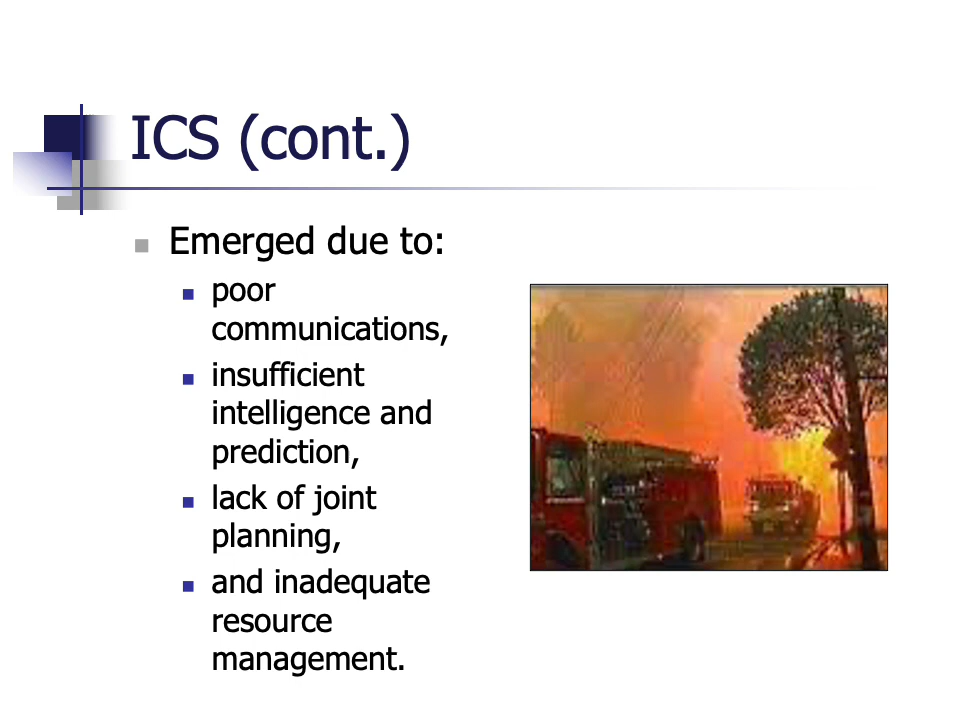 ICS (cont.)
Emerged due to:
poor
communications,
insufficient
intelligence and
prediction,
lack of joint
planning,
and inadequate
resource
management.